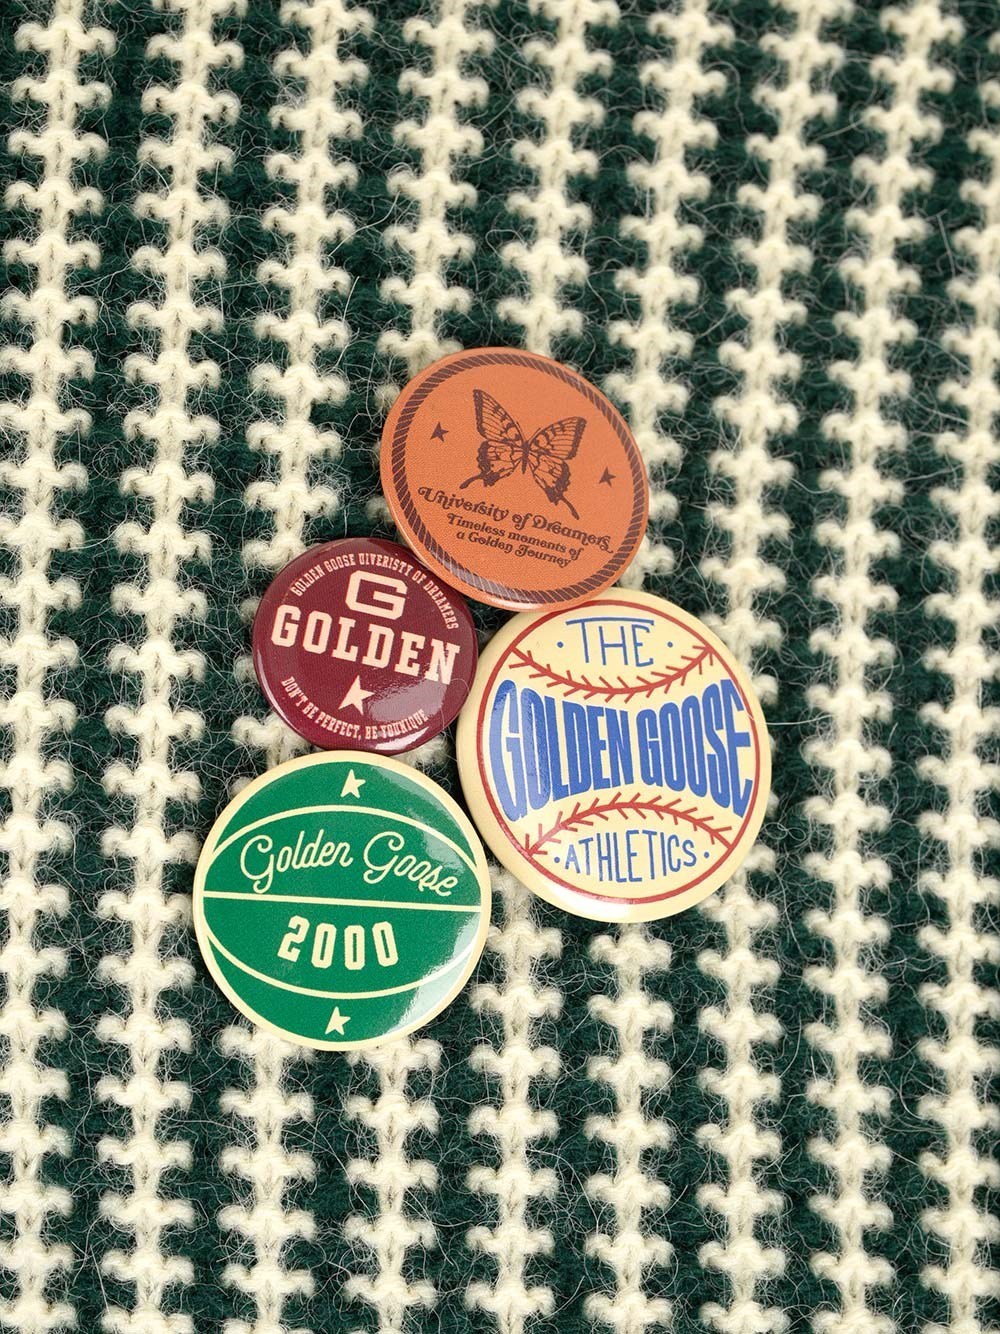 University of Dreamers
Timeless moments of
a Golden Journey
GOLDEN GOOSE UIVERISTY OF DREAMERS
G
GOLDEN
DON'T BE PERFECT, BE YOUNIQUE
THE
GOLDEN GOOSE
ATHLETICS
Golden Goose
2000